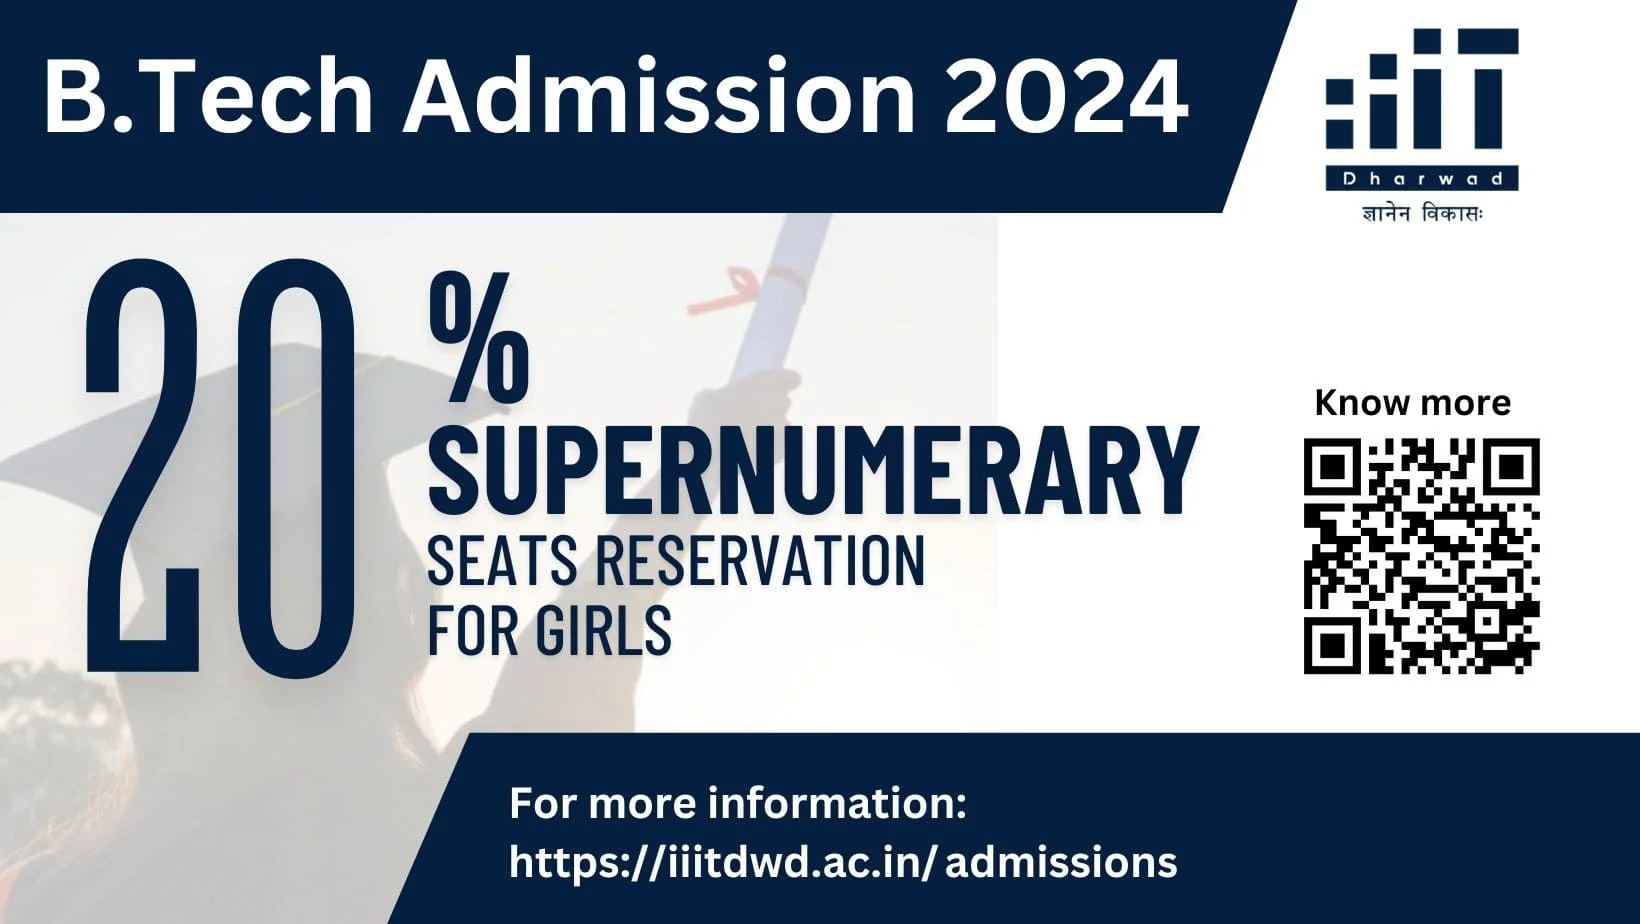 B.Tech Admission 2024
IIIT
Dharwad
ज्ञानेन विकासः
20
%
SUPERNUMERARY
SEATS RESERVATION
FOR GIRLS
Know more
For more information:
https://iiitdwd.ac.in/admissions